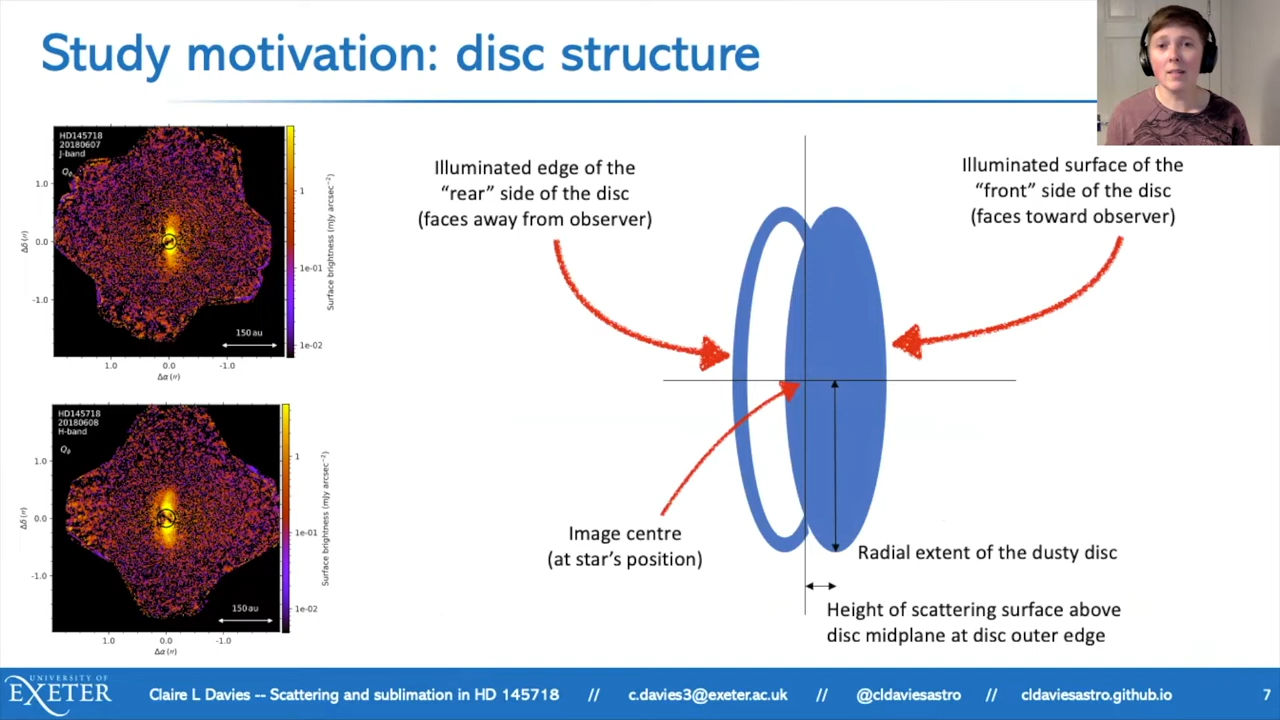 Study motivation: disc structure
HD145718
20180607
J-band
Qϕ
1.0
0.0
-1.0
Δδ (")
150 au
1.0
0.0
-1.0
Δα (")
1
1e-01
1e-02
Surface brightness (mJy arcsec⁻²)
HD145718
20180608
H-band
Qϕ
1.0
0.0
-1.0
Δδ (")
150 au
1.0
0.0
-1.0
Δα (")
1
1e-01
1e-02
Surface brightness (mJy arcsec⁻²)
Illuminated edge of the
“rear” side of the disc
(faces away from observer)
Illuminated surface of the
“front” side of the disc
(faces toward observer)
Image centre
(at star’s position)
Radial extent of the dusty disc
Height of scattering surface above
disc midplane at disc outer edge
UNIVERSITY OF
EXETER
Claire L Davies -- Scattering and sublimation in HD 145718 // c.davies3@exeter.ac.uk // @cldaviesastro // cldaviesastro.github.io 7